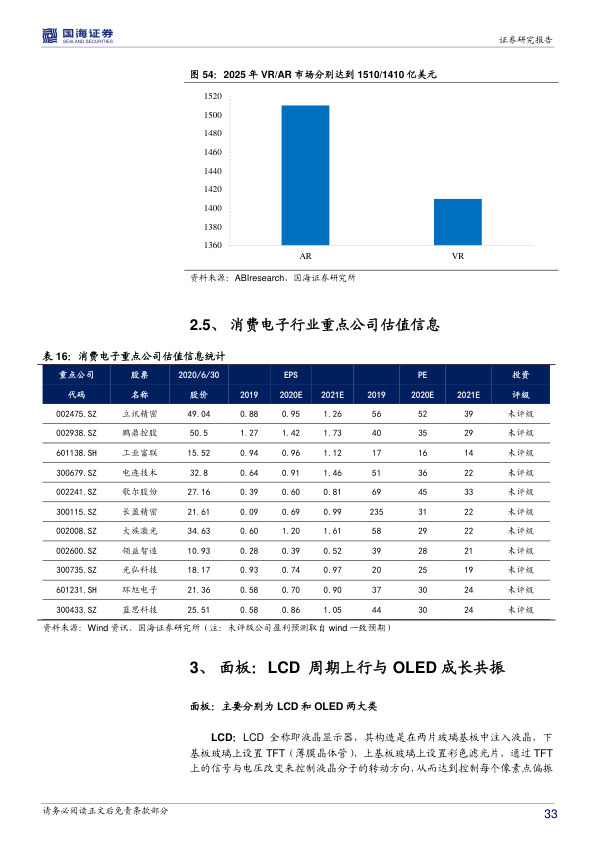 国海证券
SEALAND SECURITIES
证券研究报告
图 54：2025 年 VR/AR 市场分别达到 1510/1410 亿美元
1520
1500
1480
1460
1440
1420
1400
1380
1360
AR VR
资料来源：ABIresearch、国海证券研究所
2.5、 消费电子行业重点公司估值信息
表 16：消费电子重点公司估值信息统计
重点公司 股票 2020/6/30 EPS PE 投资
代码 名称 股价 2019 2020E 2021E 2019 2020E 2021E 评级
002475.SZ 立讯精密 49.04 0.88 0.95 1.26 56 52 39 未评级
002938.SZ 鹏鼎控股 50.5 1.27 1.42 1.73 40 35 29 未评级
601138.SH 工业富联 15.52 0.94 0.96 1.12 17 16 14 未评级
300679.SZ 电连技术 32.8 0.64 0.91 1.46 51 36 22 未评级
002241.SZ 歌尔股份 27.16 0.39 0.60 0.81 69 45 33 未评级
300115.SZ 长盈精密 21.61 0.09 0.69 0.99 235 31 22 未评级
002008.SZ 大族激光 34.63 0.60 1.20 1.61 58 29 22 未评级
002600.SZ 领益智造 10.93 0.28 0.39 0.52 39 28 21 未评级
300735.SZ 光弘科技 18.17 0.93 0.74 0.97 20 25 19 未评级
601231.SH 环旭电子 21.36 0.58 0.70 0.90 37 30 24 未评级
300433.SZ 蓝思科技 25.51 0.58 0.86 1.05 44 30 24 未评级
资料来源：Wind 资讯、国海证券研究所（注：未评级公司盈利预测取自 wind 一致预期）
3、 面板：LCD 周期上行与 OLED 成长共振
面板：主要分别为 LCD 和 OLED 两大类
LCD：LCD 全称即液晶显示器，其构造是在两片玻璃基板中注入液晶，下
基板玻璃上设置 TFT（薄膜晶体管），上基板玻璃上设置彩色滤光片，通过 TFT
上的信号与电压改变来控制液晶分子的转动方向，从而达到控制每个像素点偏振
请务必阅读正文后免责条款部分
33